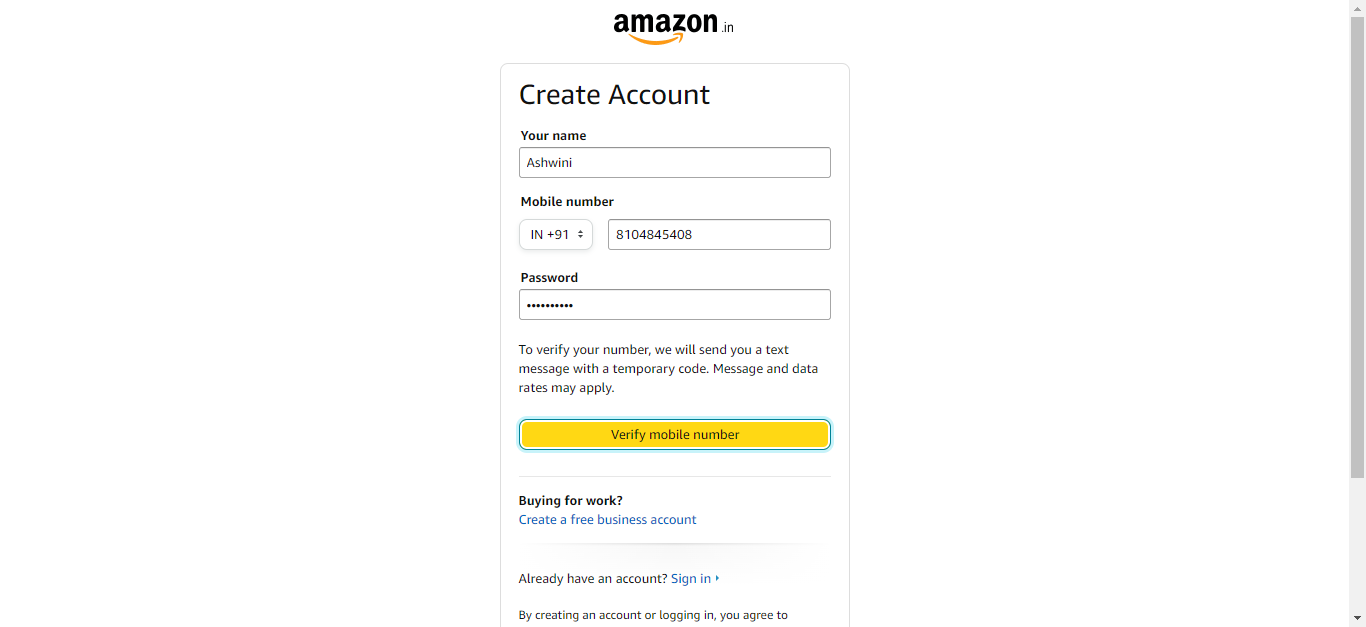 amazon.in
Create Account
Your name
Ashwini
Mobile number
IN +91
8104845408
Password
••••••••••
To verify your number, we will send you a text
message with a temporary code. Message and data
rates may apply.
Verify mobile number
Buying for work?
Create a free business account
Already have an account? Sign in
By creating an account or logging in, you agree to